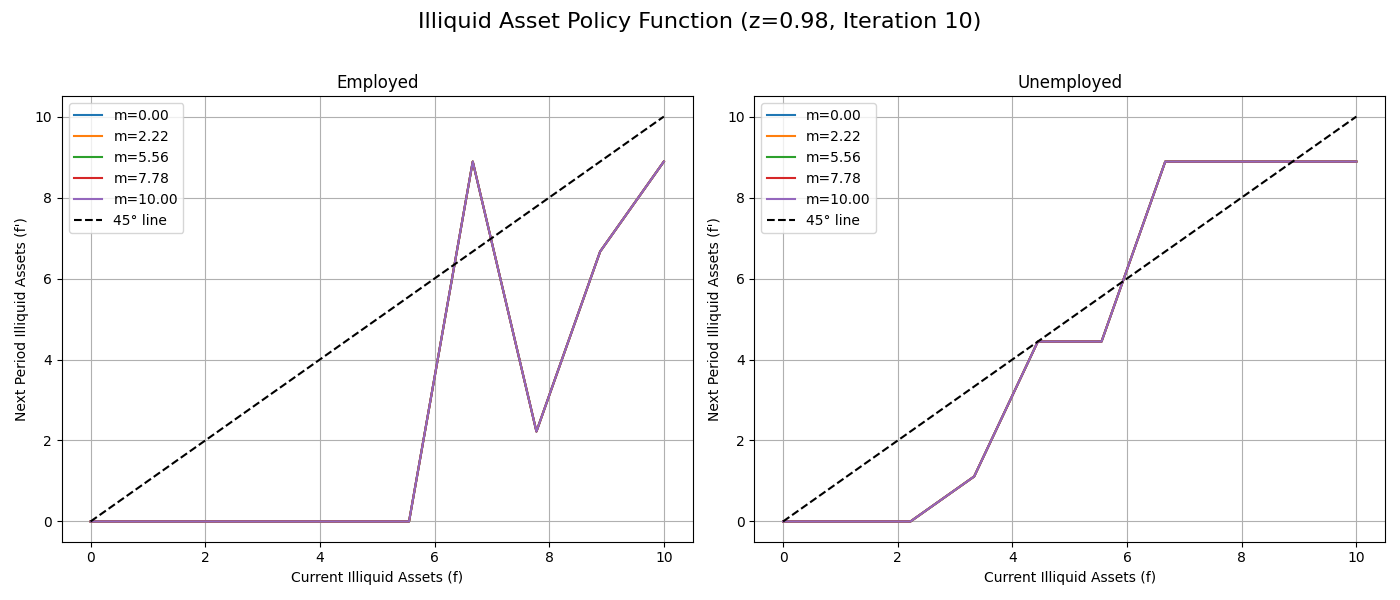 Illiquid Asset Policy Function (z=0.98, Iteration 10)
Employed
m=0.00
m=2.22
m=5.56
m=7.78
m=10.00
45° line
10
8
6
4
2
0
Next Period Illiquid Assets (f')
0 2 4 6 8 10
Current Illiquid Assets (f)
Unemployed
m=0.00
m=2.22
m=5.56
m=7.78
m=10.00
45° line
10
8
6
4
2
0
Next Period Illiquid Assets (f')
0 2 4 6 8 10
Current Illiquid Assets (f)